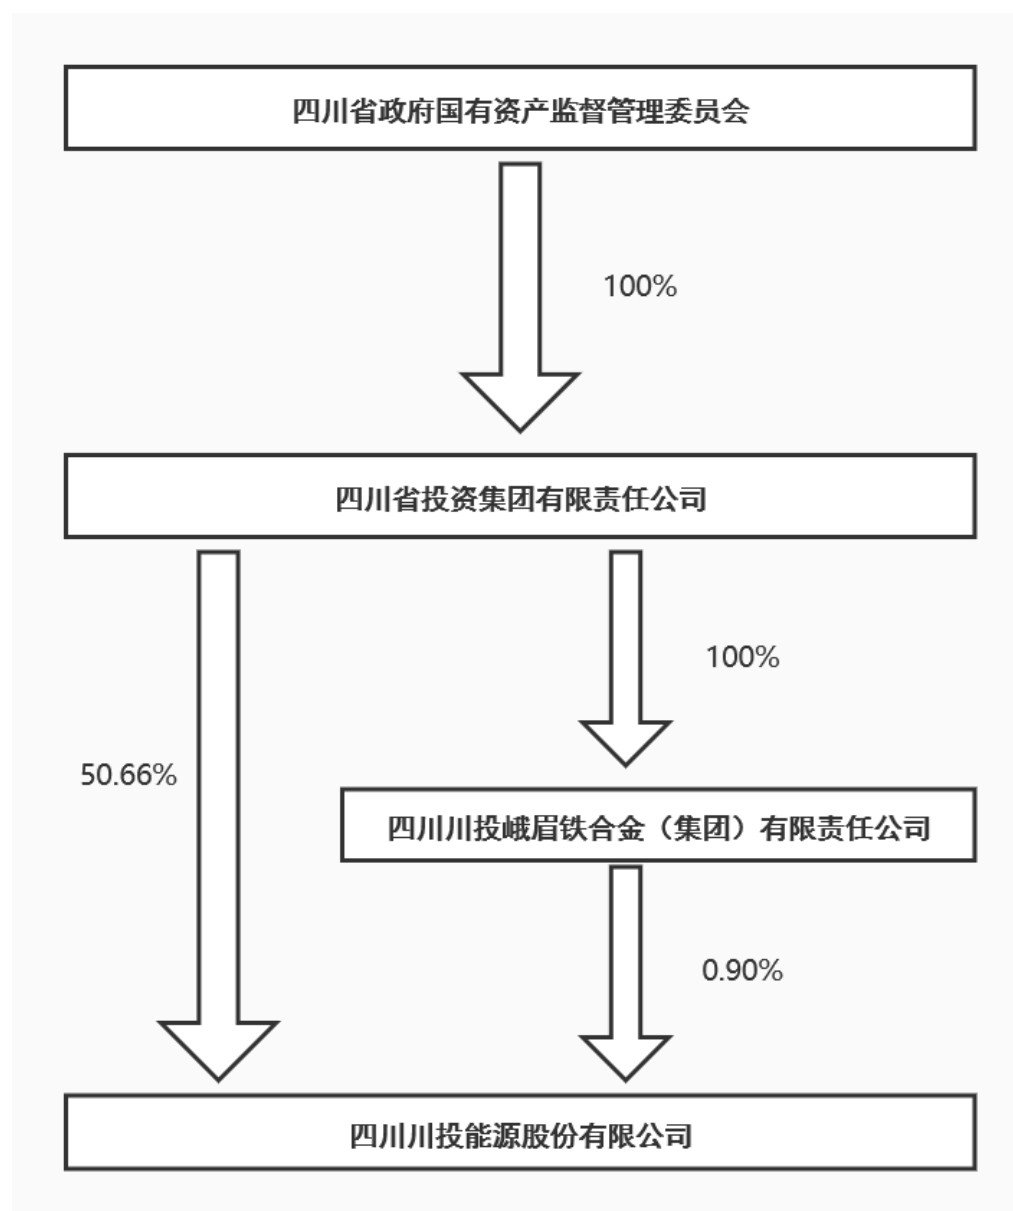 四川省政府国有资产监督管理委员会
100%
四川省投资集团有限责任公司
100%
50.66%
四川川投峨眉铁合金（集团）有限责任公司
0.90%
四川川投能源股份有限公司